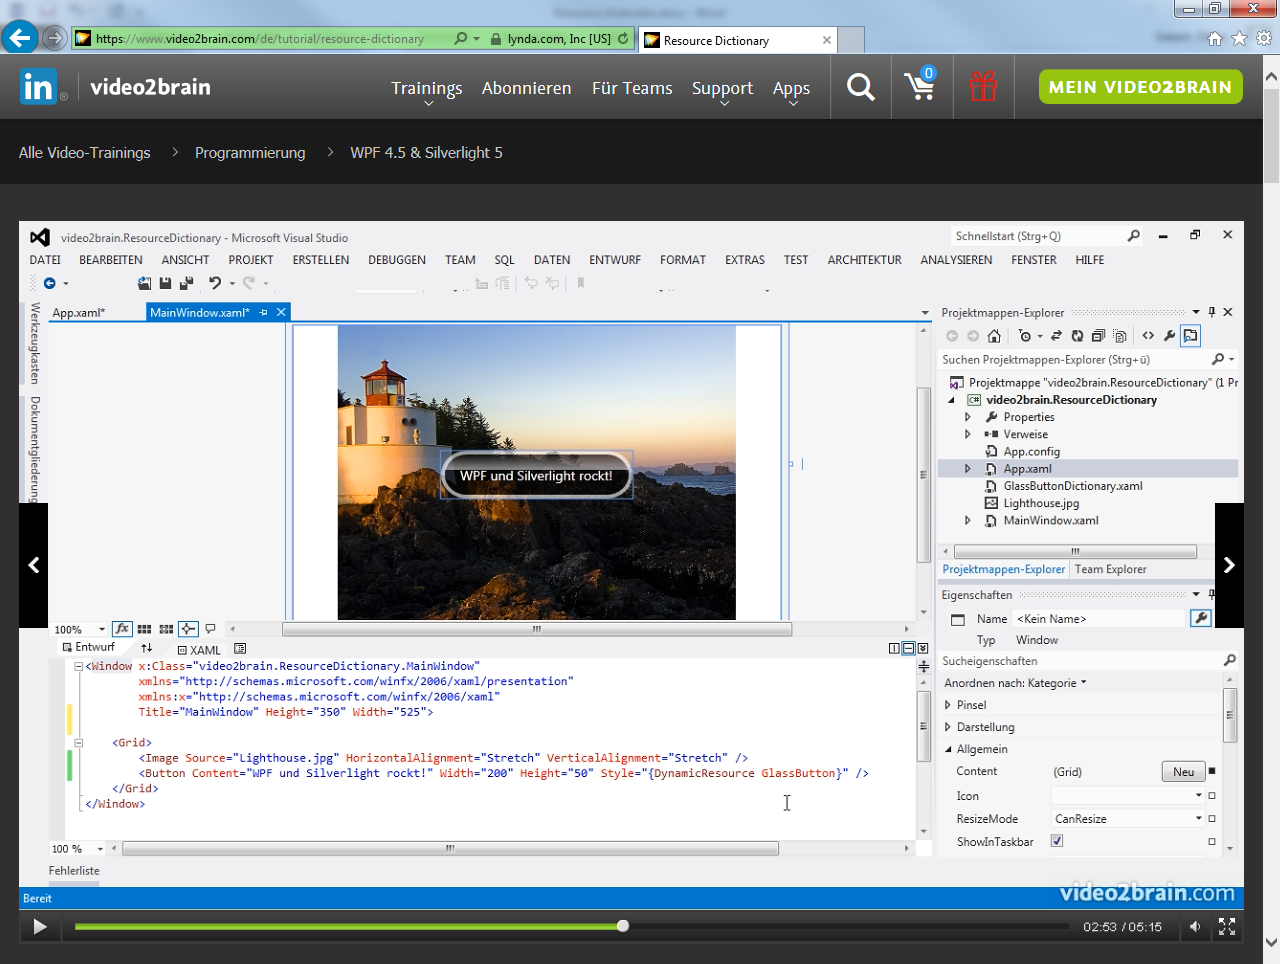 https://www.video2brain.com/de/tutorial/resource-dictionary
lynda.com, Inc [US]
Resource Dictionary
in
video2brain
Trainings
Abonnieren
Für Teams
Support
Apps
0
MEIN VIDEO2BRAIN
Alle Video-Trainings
Programmierung
WPF 4.5 & Silverlight 5
video2brain.ResourceDictionary - Microsoft Visual Studio
Schnellstart (Strg+Q)
DATEI BEARBEITEN ANSICHT PROJEKT ERSTELLEN DEBUGGEN TEAM SQL DATEN ENTWURF FORMAT EXTRAS TEST ARCHITEKTUR ANALYSIEREN FENSTER HILFE
Werkzeugkasten
Dokumentgliederung
App.xaml*
MainWindow.xaml*
WPF und Silverlight rockt!
100%
Entwurf
XAML
<Window x:Class="video2brain.ResourceDictionary.MainWindow"
xmlns="http://schemas.microsoft.com/winfx/2006/xaml/presentation"
xmlns:x="http://schemas.microsoft.com/winfx/2006/xaml"
Title="MainWindow" Height="350" Width="525">
<Grid>
<Image Source="Lighthouse.jpg" HorizontalAlignment="Stretch" VerticalAlignment="Stretch" />
<Button Content="WPF und Silverlight rockt!" Width="200" Height="50" Style="{DynamicResource GlassButton}" />
</Grid>
</Window>
100 %
Fehlerliste
Bereit
Projektmappen-Explorer
Suchen Projektmappen-Explorer (Strg+ü)
Projektmappe "video2brain.ResourceDictionary" (1 Pr
video2brain.ResourceDictionary
Properties
Verweise
App.config
App.xaml
GlassButtonDictionary.xaml
Lighthouse.jpg
MainWindow.xaml
Projektmappen-Explorer
Team Explorer
Eigenschaften
Name <Kein Name>
Typ Window
Sucheigenschaften
Anordnen nach: Kategorie
Pinsel
Darstellung
Allgemein
Content (Grid) Neu
Icon
ResizeMode CanResize
ShowInTaskbar
video2brain.com
02:53 / 05:15